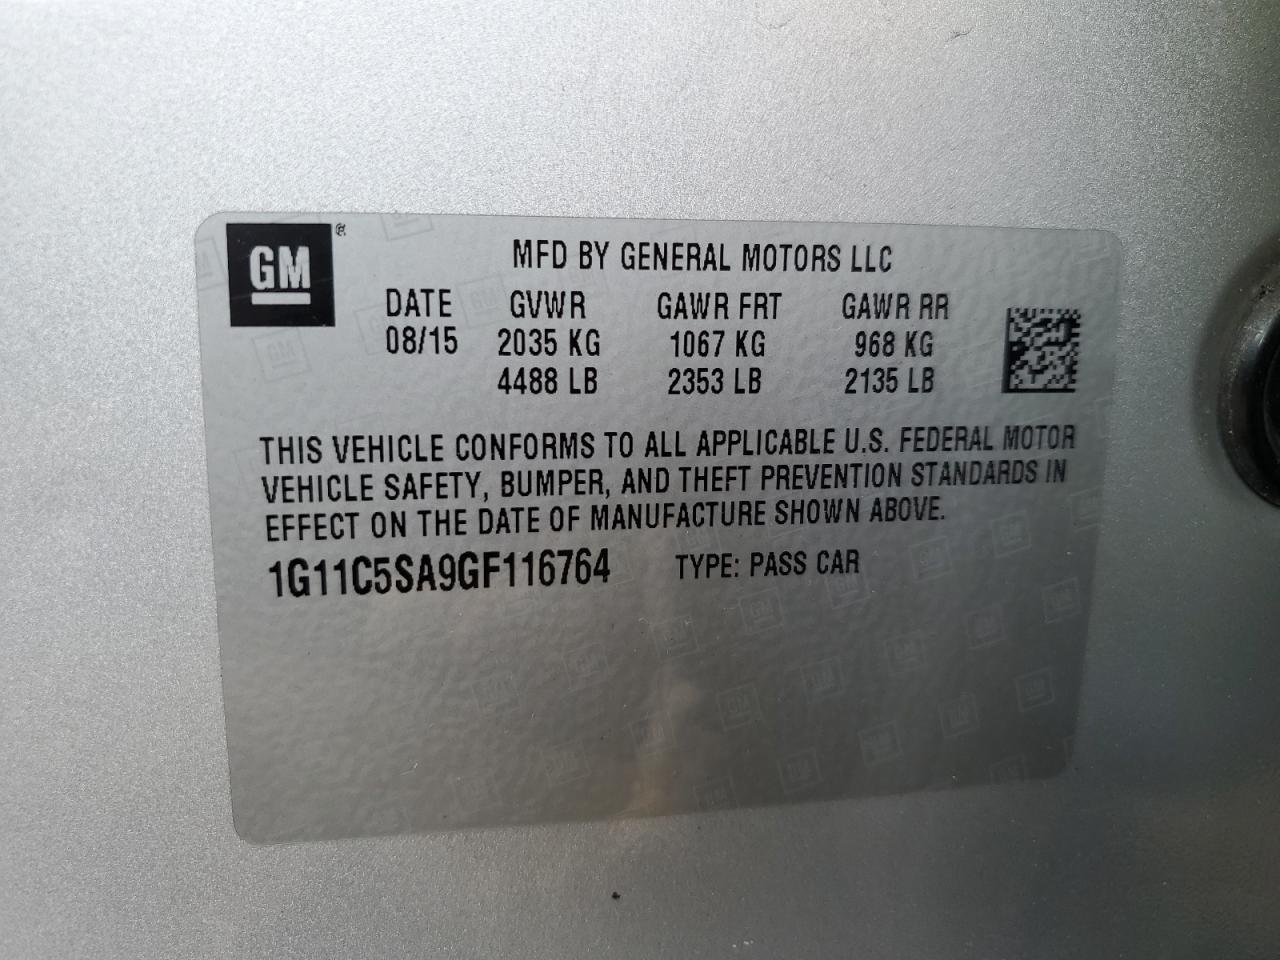 GM ®
MFD BY GENERAL MOTORS LLC
DATE GVWR GAWR FRT GAWR RR
08/15 2035 KG 1067 KG 968 KG
4488 LB 2353 LB 2135 LB
THIS VEHICLE CONFORMS TO ALL APPLICABLE U.S. FEDERAL MOTOR
VEHICLE SAFETY, BUMPER, AND THEFT PREVENTION STANDARDS IN
EFFECT ON THE DATE OF MANUFACTURE SHOWN ABOVE.
1G11C5SA9GF116764 TYPE: PASS CAR